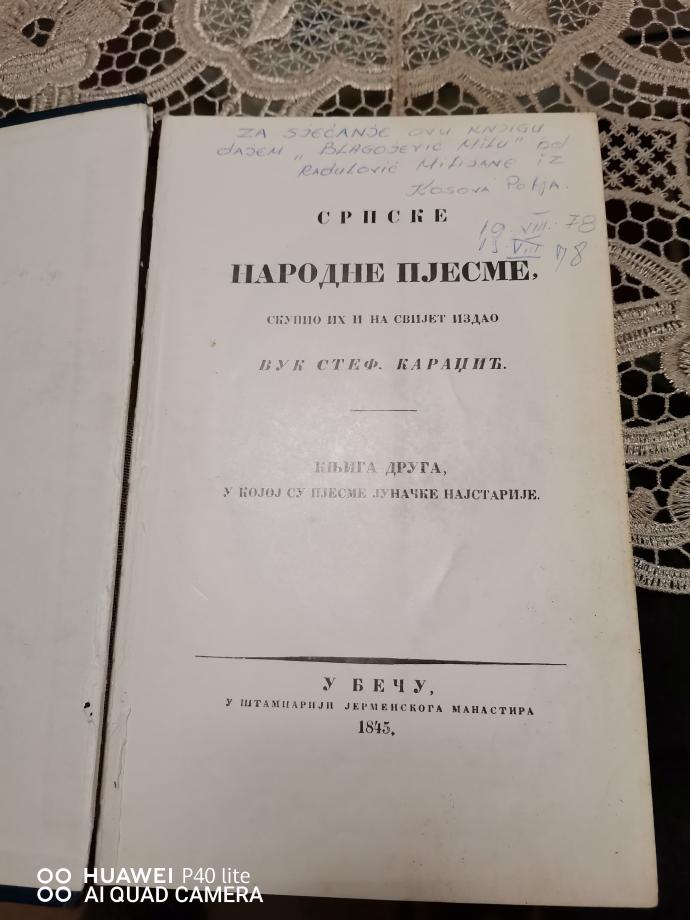 ZA SJEĆANJE OVU KNJIGU
dAJEM „BLAGOJEVIĆ MILU" od
RADULOVIĆ MILIJANE iz
KOSOVA POLJA.
СРПСКЕ
19. VIII. 78
19 VIII 78
НАРОДНЕ ПЈЕСМЕ,
СКУПИО ИХ И НА СВИЈЕТ ИЗДАО
ВУК СТЕФ. КАРАЏИЋ.
КЊИГА ДРУГА,
У КОЈОЈ СУ ПЈЕСМЕ ЈУНАЧКЕ НАЈСТАРИЈЕ.
У БЕЧУ,
У ШТАМПАРИЈИ ЈЕРМЕНСКОГА МАНАСТИРА
1845.
HUAWEI P40 lite
AI QUAD CAMERA